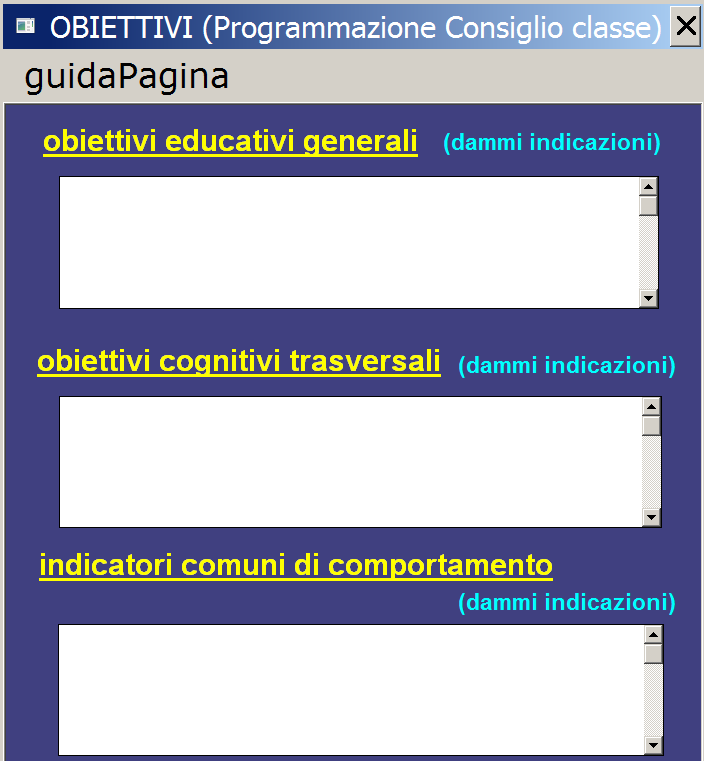 OBIETTIVI (Programmazione Consiglio classe)
guidaPagina
obiettivi educativi generali (dammi indicazioni)
obiettivi cognitivi trasversali (dammi indicazioni)
indicatori comuni di comportamento
(dammi indicazioni)